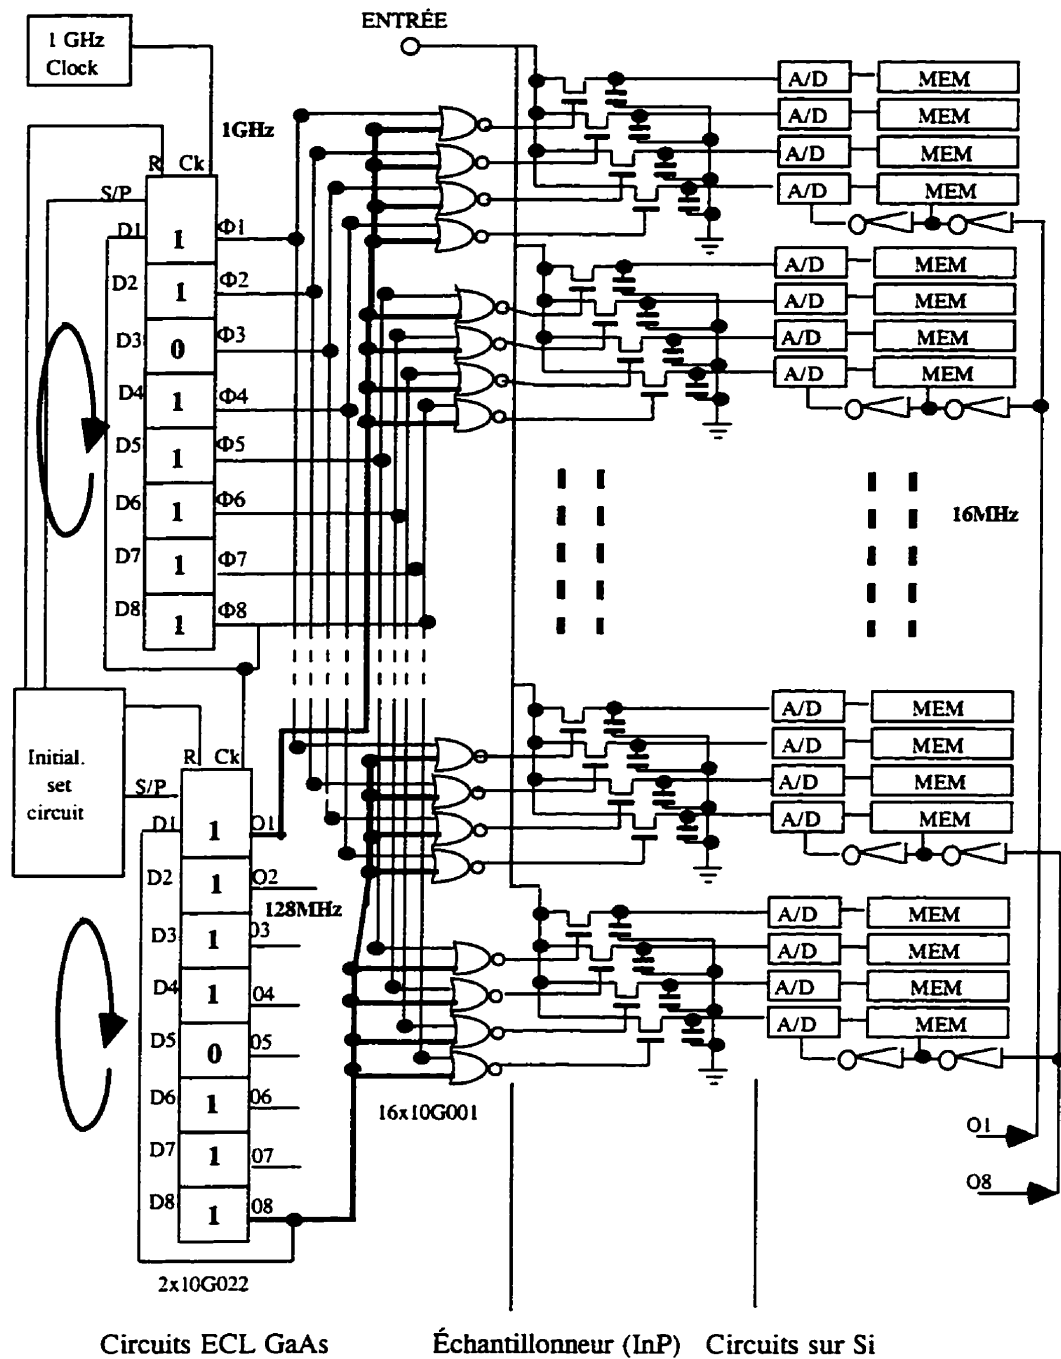 ENTRÉE
1 GHz
Clock
1GHz
R Ck
S/P
D1 1 Φ1
D2 1 Φ2
D3 0 Φ3
D4 1 Φ4
D5 1 Φ5
D6 1 Φ6
D7 1 Φ7
D8 1 Φ8
A/D MEM
A/D MEM
A/D MEM
A/D MEM
A/D MEM
A/D MEM
A/D MEM
A/D MEM
16MHz
Initial.
set
circuit
R Ck
S/P
D1 1 O1
D2 1 O2
128MHz
D3 1 03
D4 1 04
D5 0 05
D6 1 06
D7 1 07
D8 1 08
A/D MEM
A/D MEM
A/D MEM
A/D MEM
A/D MEM
A/D MEM
A/D MEM
A/D MEM
16x10G001
O1
O8
2x10G022
Circuits ECL GaAs Échantillonneur (InP) Circuits sur Si